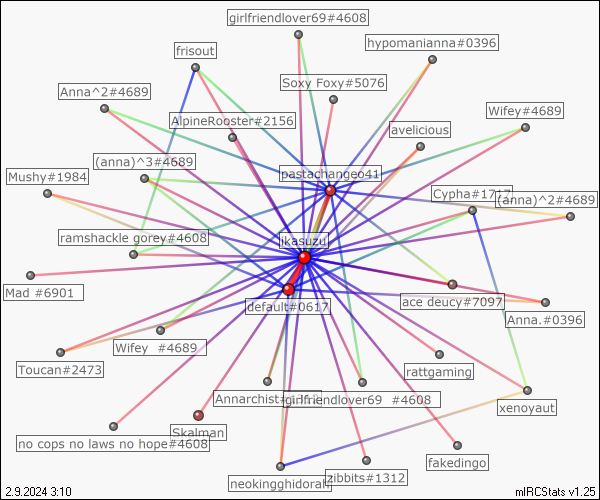 girlfriendlover69#4608
hypomanianna#0396
frisout
Soxy Foxy#5076
Anna^2#4689
Wifey#4689
AlpineRooster#2156
avelicious
(anna)^3#4689
pastachangeo41
Mushy#1984
Cypha#1717
(anna)^2#4689
ramshackle gorey#4608
jikasuzu
Mad #6901
ace deucy#7097
default#0617
Anna.#0396
Wifey #4689
Toucan#2473
rattgaming
girlfriendlover69 #4608
xenoyaut
Skalman
no cops no laws no hope#4608
fakedingo
neokingghidorah
zibbits#1312
2.9.2024 3:10
mIRCStats v1.25